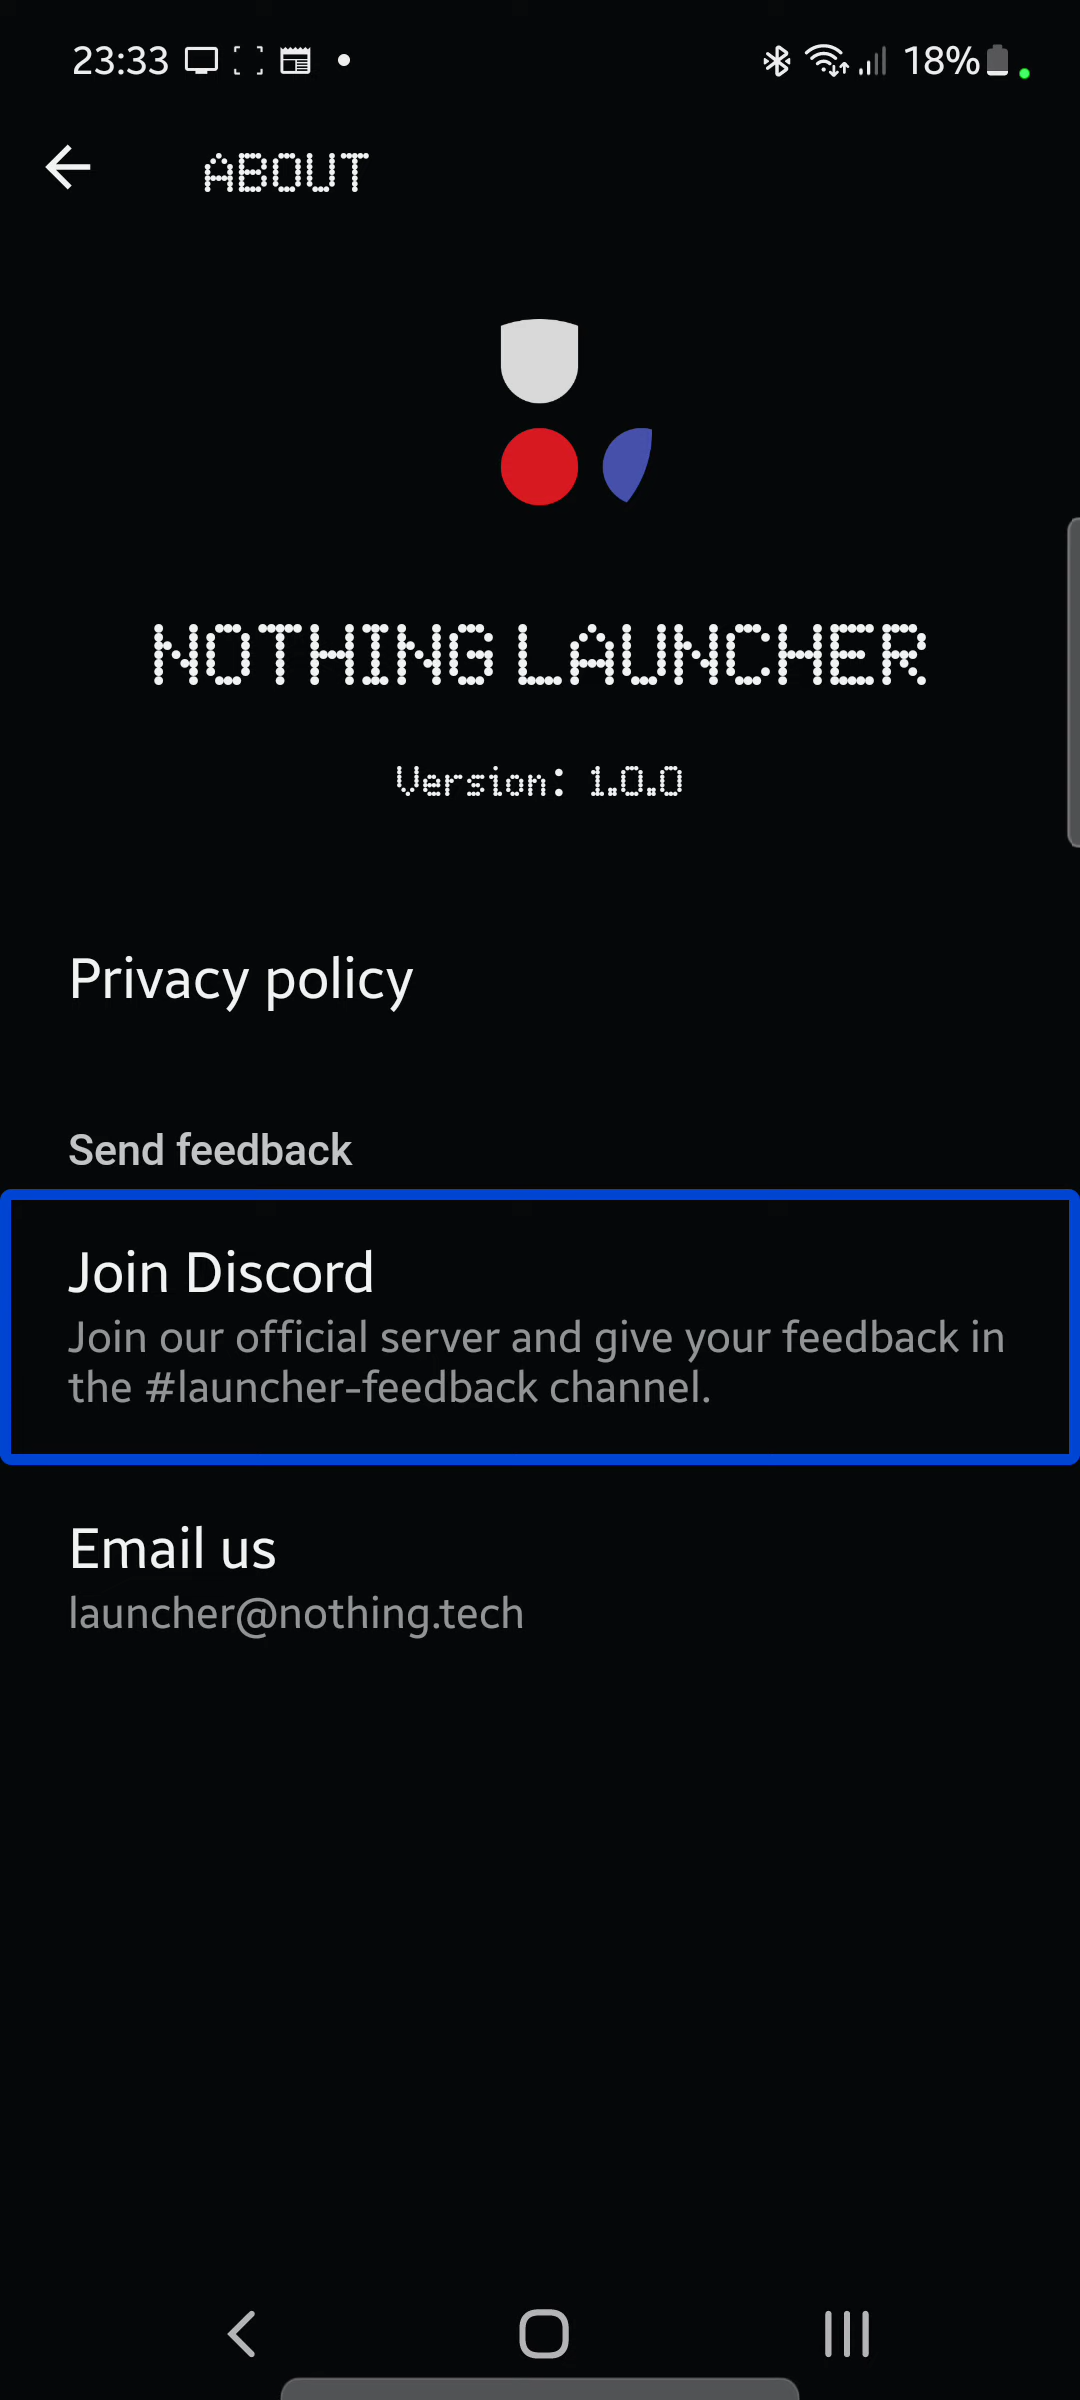 23:33
18%
ABOUT
NOTHING LAUNCHER
Version: 1.0.0
Privacy policy
Send feedback
Join Discord
Join our official server and give your feedback in
the #launcher-feedback channel.
Email us
launcher@nothing.tech